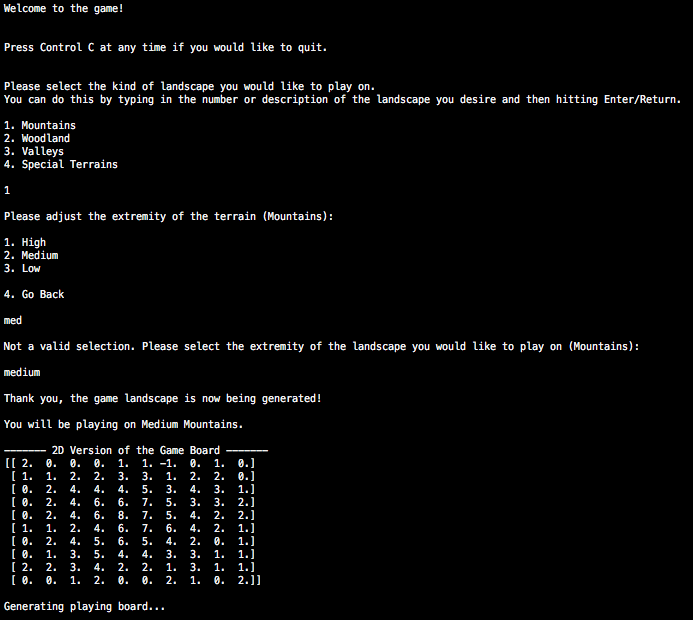 Welcome to the game!
Press Control C at any time if you would like to quit.
Please select the kind of landscape you would like to play on.
You can do this by typing in the number or description of the landscape you desire and then hitting Enter/Return.
1. Mountains
2. Woodland
3. Valleys
4. Special Terrains
1
Please adjust the extremity of the terrain (Mountains):
1. High
2. Medium
3. Low
4. Go Back
med
Not a valid selection. Please select the extremity of the landscape you would like to play on (Mountains):
medium
Thank you, the game landscape is now being generated!
You will be playing on Medium Mountains.
------- 2D Version of the Game Board -------
[[ 2.  0.  0.  0.  1.  1. -1.  0.  1.  0.]
 [ 1.  1.  2.  2.  3.  3.  1.  2.  2.  0.]
 [ 0.  2.  4.  4.  4.  5.  3.  4.  3.  1.]
 [ 0.  2.  4.  6.  6.  7.  5.  3.  3.  2.]
 [ 0.  2.  4.  6.  8.  7.  5.  4.  2.  2.]
 [ 1.  1.  2.  4.  6.  7.  6.  4.  2.  1.]
 [ 0.  2.  4.  5.  6.  5.  4.  2.  0.  1.]
 [ 0.  1.  3.  5.  4.  4.  3.  3.  1.  1.]
 [ 2.  2.  3.  4.  2.  2.  1.  3.  1.  1.]
 [ 0.  0.  1.  2.  0.  0.  2.  1.  0.  2.]]
Generating playing board...